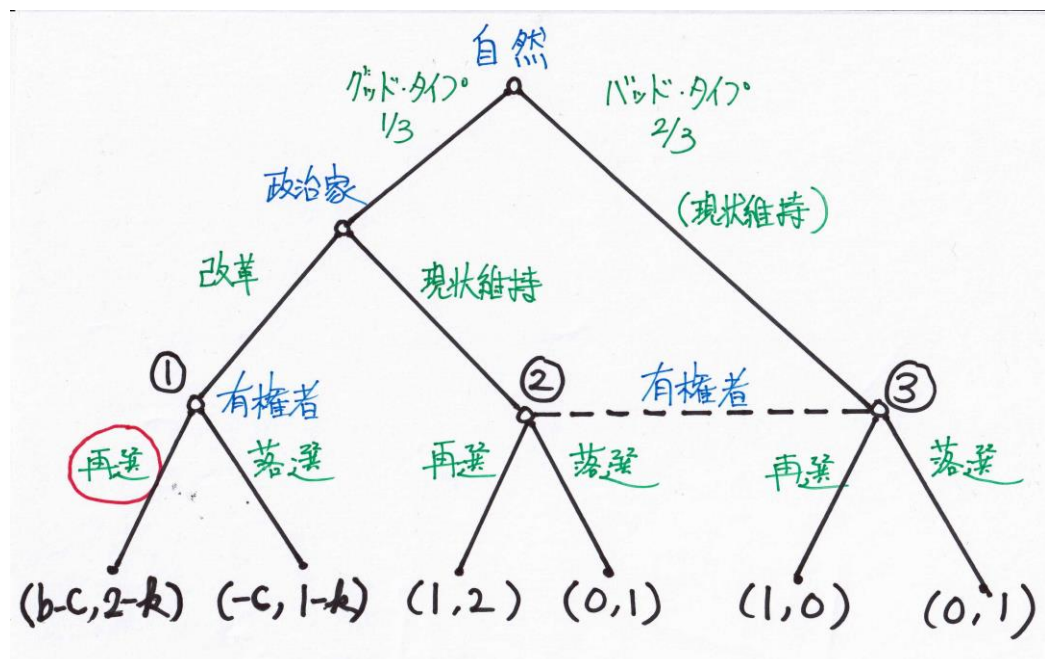 自然
グッド・タイプ
1/3
バッド・タイプ
2/3
政治家
(現状維持)
改革
現状維持
①
有権者
②
有権者
③
再選
落選
再選
落選
再選
落選
(b-c, 2-k)
(-c, 1-k)
(1,2)
(0,1)
(1,0)
(0,1)